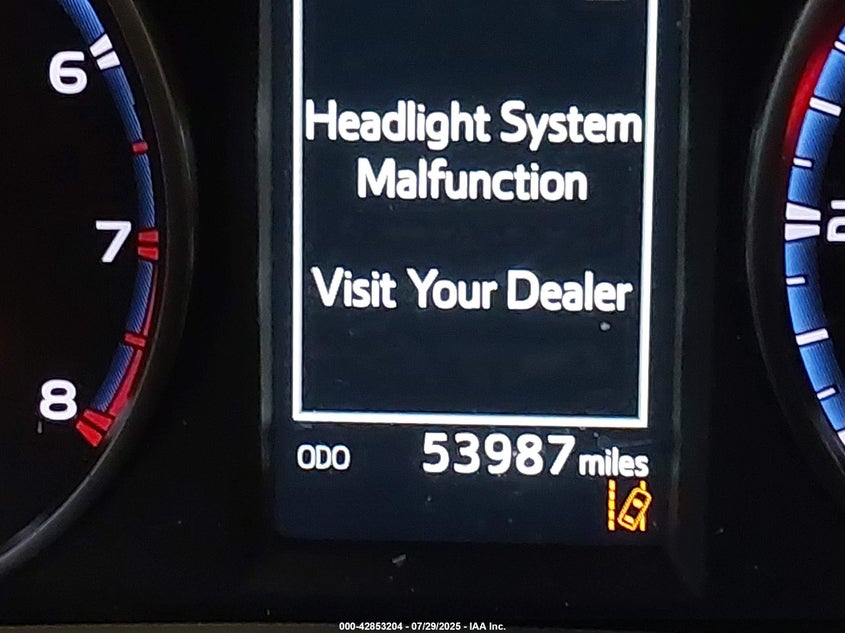 6
7
8
Headlight System
Malfunction
Visit Your Dealer
ODO 53987 miles
000-42853204 - 07/29/2025 - IAA Inc.